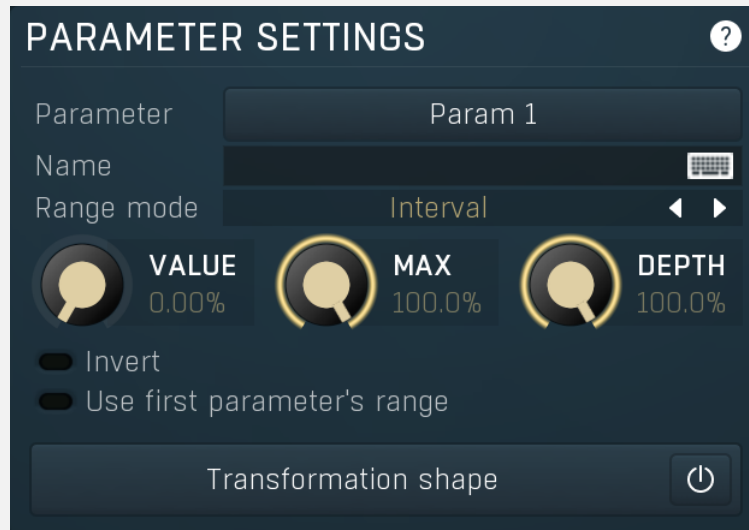 PARAMETER SETTINGS ?
Parameter Param 1
Name
Range mode Interval
VALUE MAX DEPTH
0.00% 100.0% 100.0%
Invert
Use first parameter's range
Transformation shape